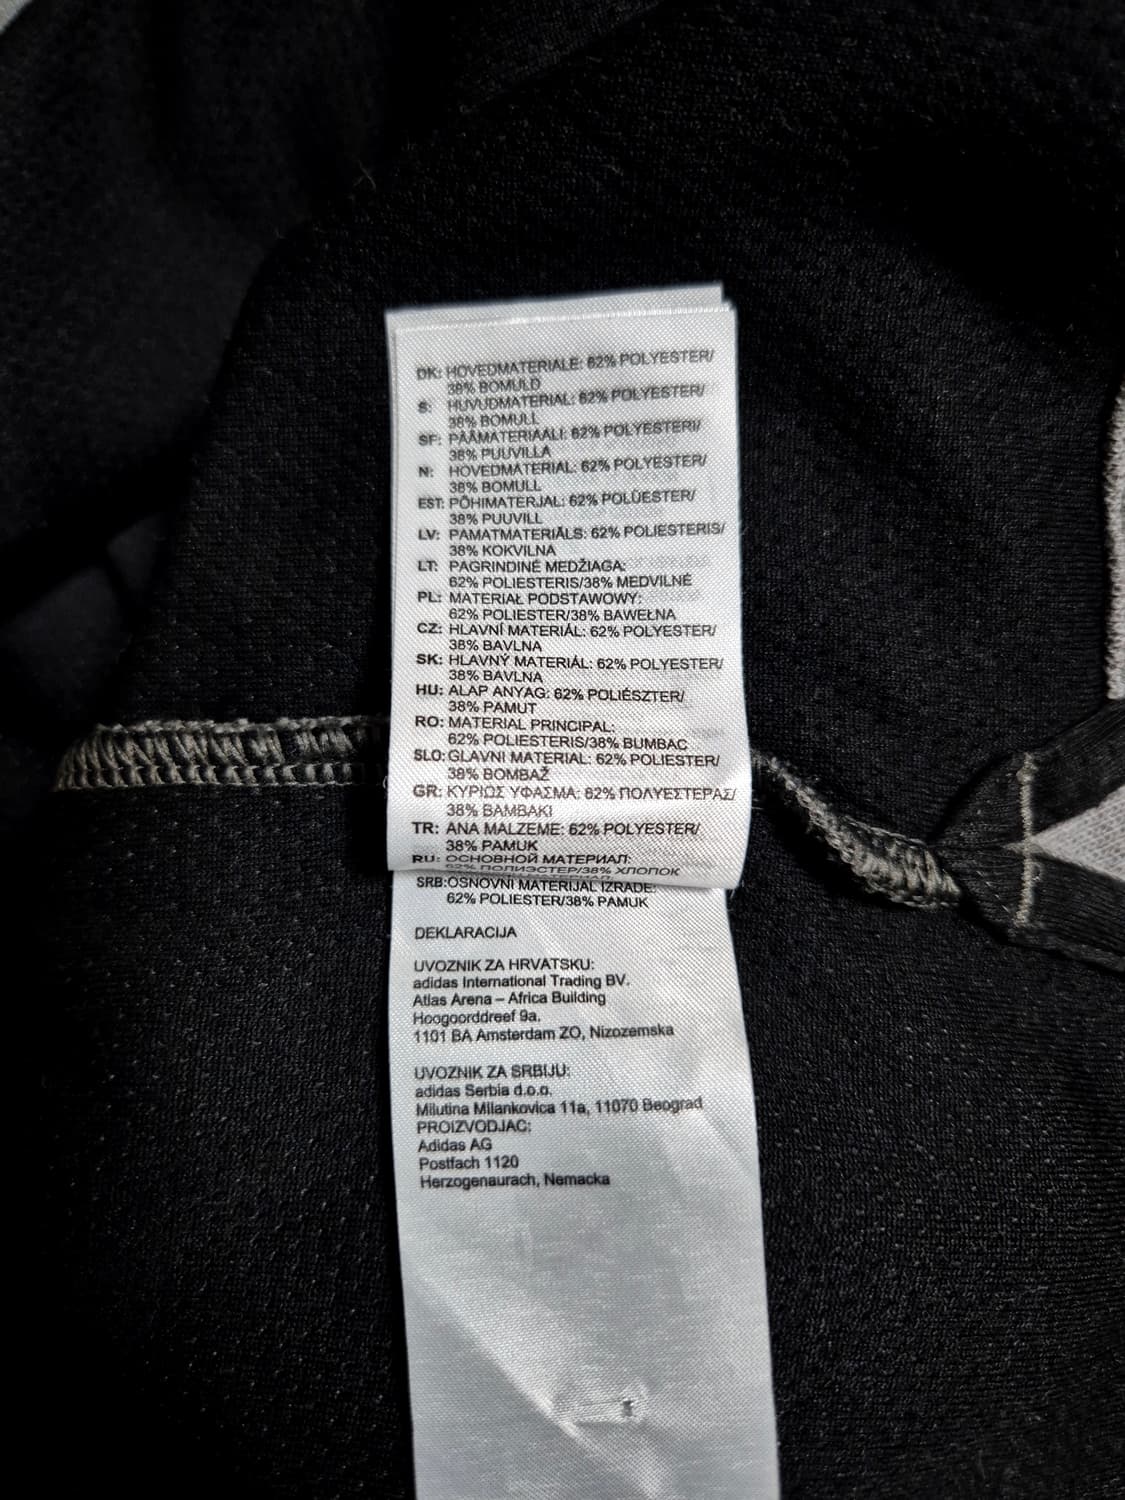 DK: HOVEDMATERIALE: 62% POLYESTER/
38% BOMULD
S: HUVUDMATERIAL: 62% POLYESTER/
38% BOMULL
SF: PÄÄMATERIAALI: 62% POLYESTERI/
38% PUUVILLA
N: HOVEDMATERIAL: 62% POLYESTER/
38% BOMULL
EST: PÕHIMATERJAL: 62% POLÜESTER/
38% PUUVILL
LV: PAMATMATERIĀLS: 62% POLIESTERIS/
38% KOKVILNA
LT: PAGRINDINĖ MEDŽIAGA:
62% POLIESTERIS/38% MEDVILNĖ
PL: MATERIAŁ PODSTAWOWY:
62% POLIESTER/38% BAWEŁNA
CZ: HLAVNÍ MATERIÁL: 62% POLYESTER/
38% BAVLNA
SK: HLAVNÝ MATERIÁL: 62% POLYESTER/
38% BAVLNA
HU: ALAP ANYAG: 62% POLIÉSZTER/
38% PAMUT
RO: MATERIAL PRINCIPAL:
62% POLIESTERIS/38% BUMBAC
SLO: GLAVNI MATERIAL: 62% POLIESTER/
38% BOMBAŽ
GR: ΚΥΡΙΩΣ ΥΦΑΣΜΑ: 62% ΠΟΛΥΕΣΤΕΡΑΣ/
38% ΒΑΜΒΑΚΙ
TR: ANA MALZEME: 62% POLYESTER/
38% PAMUK
RU: ОСНОВНОЙ МАТЕРИАЛ:
62% ПОЛИЭСТЕР/38% ХЛОПОК
SRB: OSNOVNI MATERIJAL IZRADE:
62% POLIESTER/38% PAMUK
DEKLARACIJA
UVOZNIK ZA HRVATSKU:
adidas International Trading BV.
Atlas Arena – Africa Building
Hoogoorddreef 9a.
1101 BA Amsterdam ZO, Nizozemska
UVOZNIK ZA SRBIJU:
adidas Serbia d.o.o.
Milutina Milankovica 11a, 11070 Beograd
PROIZVODJAC:
Adidas AG
Postfach 1120
Herzogenaurach, Nemacka